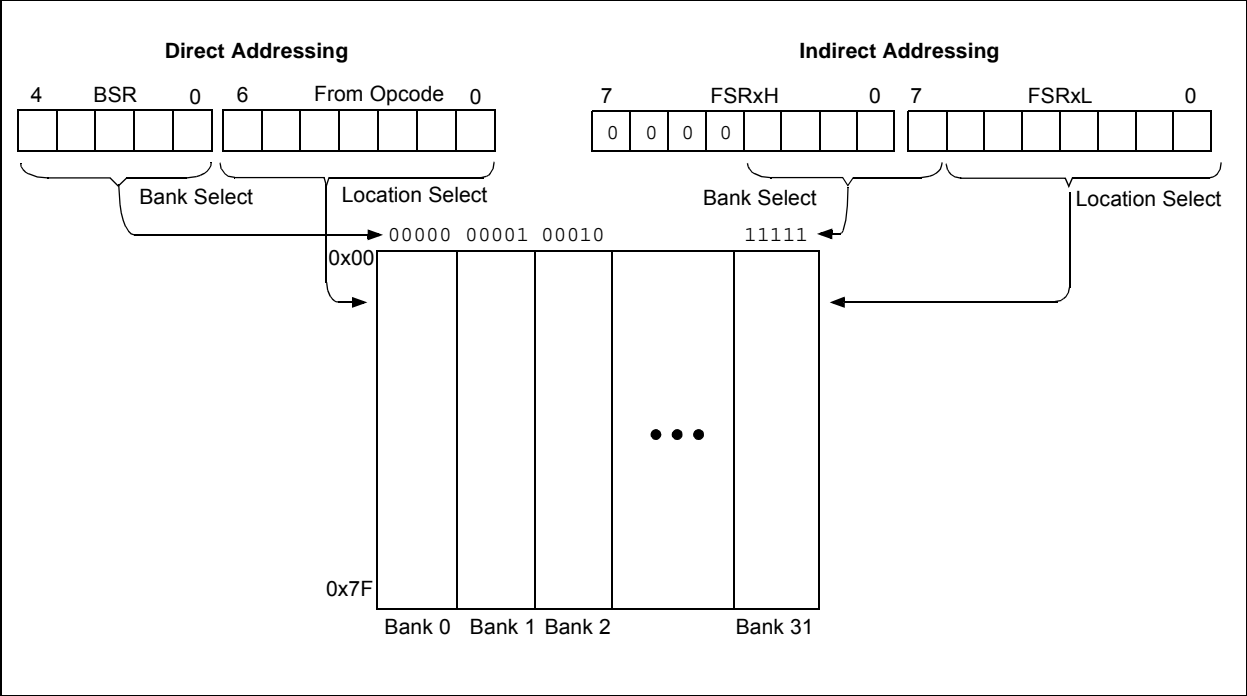 Direct Addressing Indirect Addressing
4 BSR 0 6 From Opcode 0 7 FSRxH 0 7 FSRxL 0
0 0 0 0
Bank Select Location Select Bank Select Location Select
00000 00001 00010 11111
0x00
0x7F
Bank 0 Bank 1 Bank 2 Bank 31